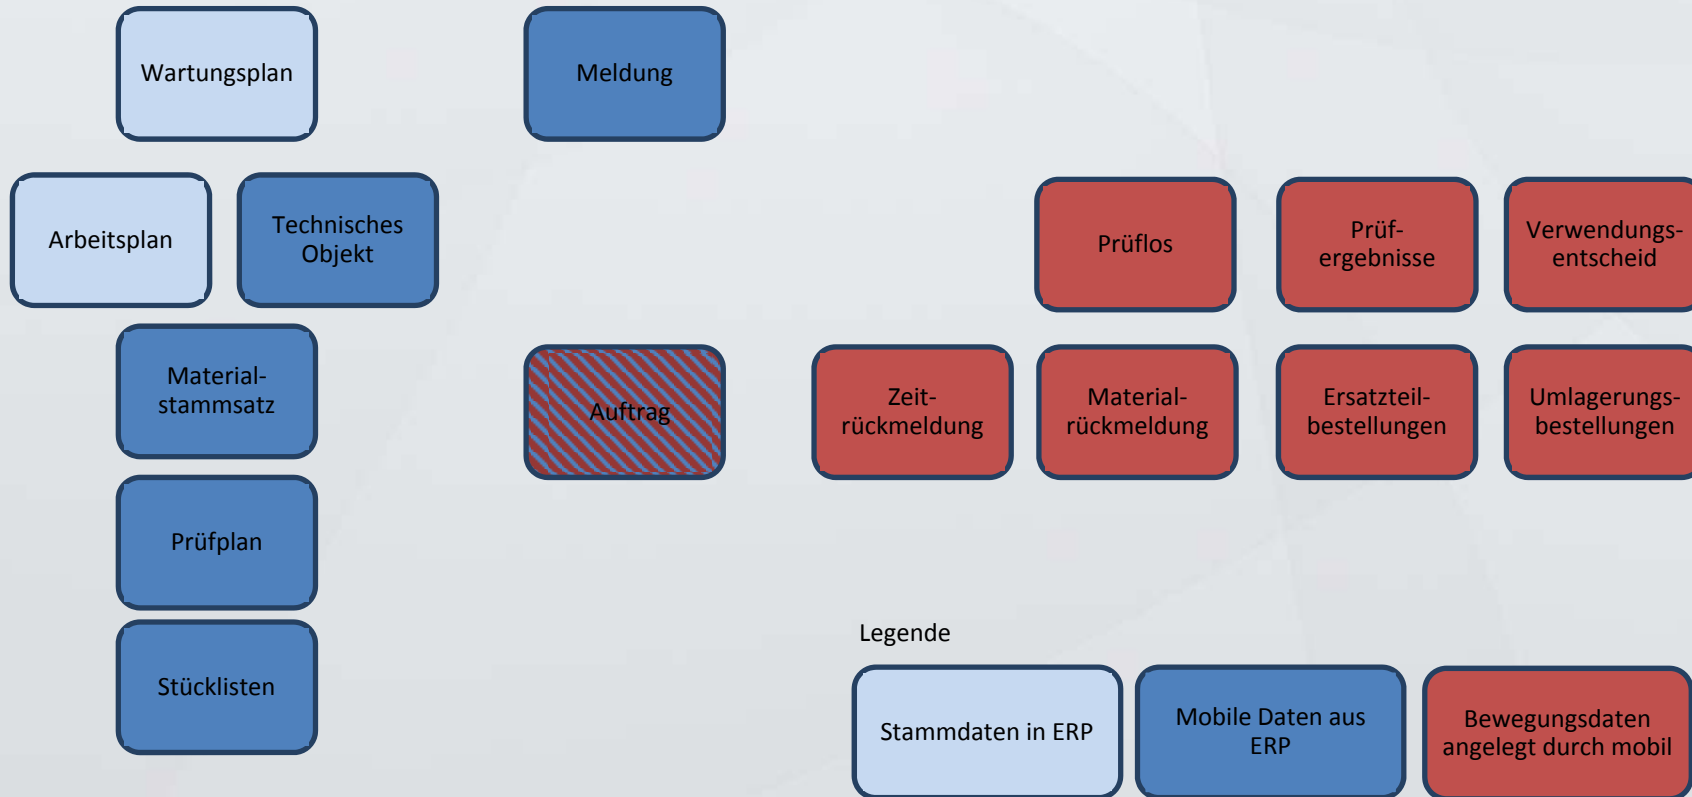 Wartungsplan
Meldung
Arbeitsplan
Technisches
Objekt
Prüflos
Prüf-
ergebnisse
Verwendungs-
entscheid
Material-
stammsatz
Auftrag
Zeit-
rückmeldung
Material-
rückmeldung
Ersatzteil-
bestellungen
Umlagerungs-
bestellungen
Prüfplan
Stücklisten
Legende
Stammdaten in ERP
Mobile Daten aus
ERP
Bewegungsdaten
angelegt durch mobil